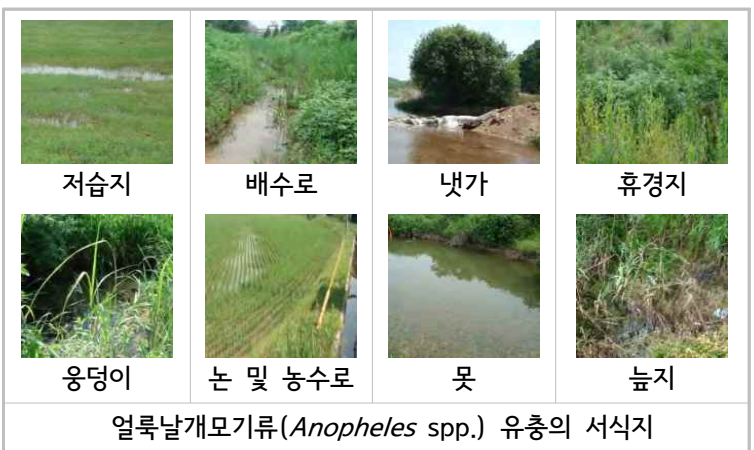 저습지 배수로 냇가 휴경지
웅덩이 논 및 농수로 못 늪지
얼룩날개모기류(Anopheles spp.) 유충의 서식지